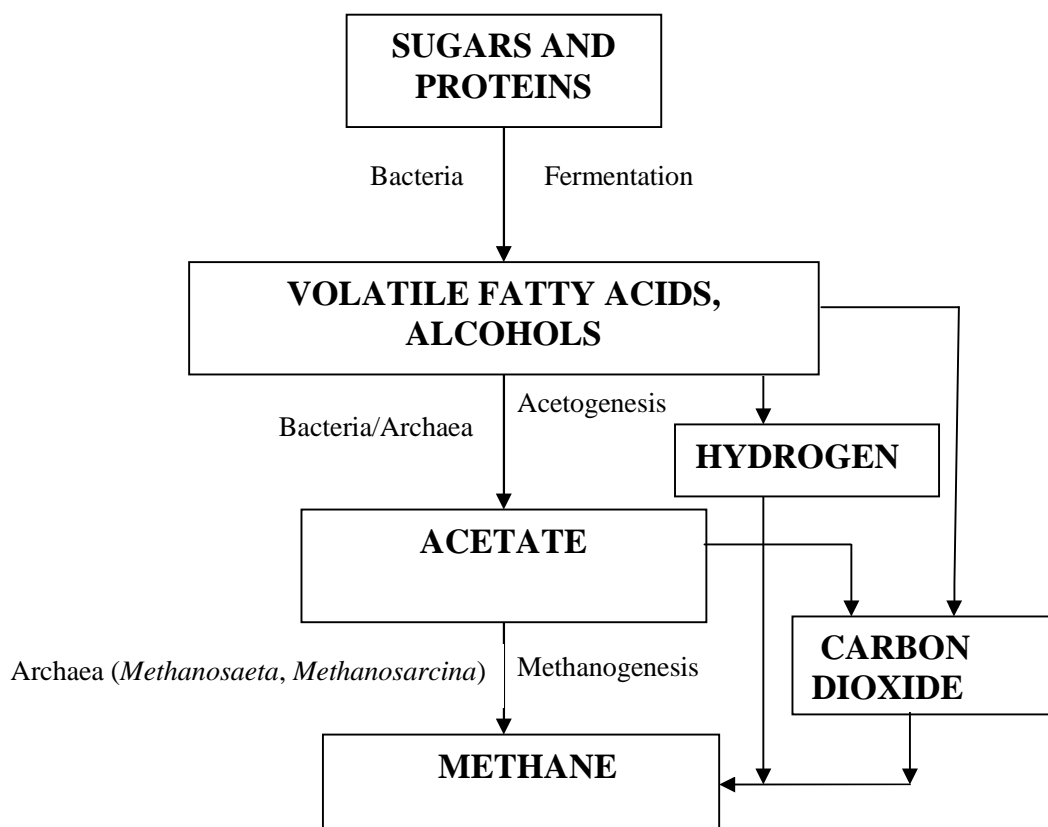 SUGARS AND
PROTEINS
Bacteria
Fermentation
VOLATILE FATTY ACIDS,
ALCOHOLS
Acetogenesis
Bacteria/Archaea
HYDROGEN
ACETATE
CARBON
DIOXIDE
Archaea (Methanosaeta, Methanosarcina)
Methanogenesis
METHANE